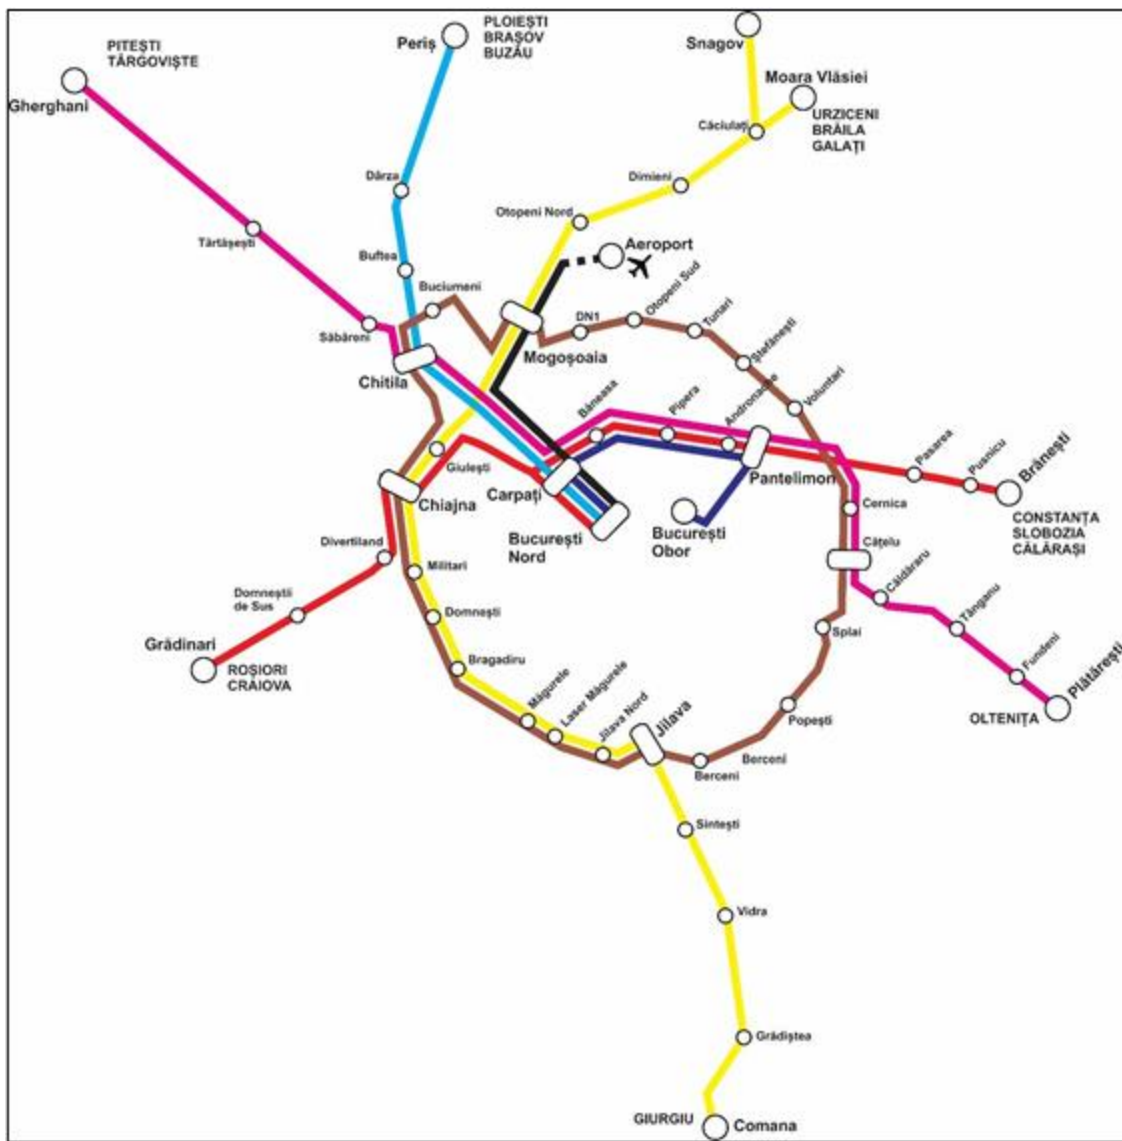 Snagov
PLOIEȘTI
BRAȘOV
BUZĂU
Periș
PITEȘTI
TÂRGOVIȘTE
Gherghani
Moara Vlăsiei
URZICENI
BRĂILA
GALAȚI
Căciulați
Dimieni
Dârza
Otopeni Nord
Tărtășești
Aeroport
Buftea
Buciumeni
Otopeni Sud
DN1
Tunari
Săbăreni
Mogoșoaia
Ștefănești
Chitila
Voluntari
Băneasa
Pipera
Andronache
Giulești
Pasarea
Pusnicu
Brănești
Pantelimon
Carpați
Chiajna
București
Nord
București
Obor
Cernica
CONSTANȚA
SLOBOZIA
CĂLĂRAȘI
Divertiland
Cățelu
Militari
Căldăraru
Domneștii
de Sus
Domnești
Tânganu
Splai
Grădinari
ROȘIORI
CRAIOVA
Bragadiru
Fundeni
Plătărești
OLTENIȚA
Măgurele
Laser Măgurele
Jilava Nord
Jilava
Popești
Berceni
Berceni
Sintești
Vidra
Grădiștea
GIURGIU
Comana